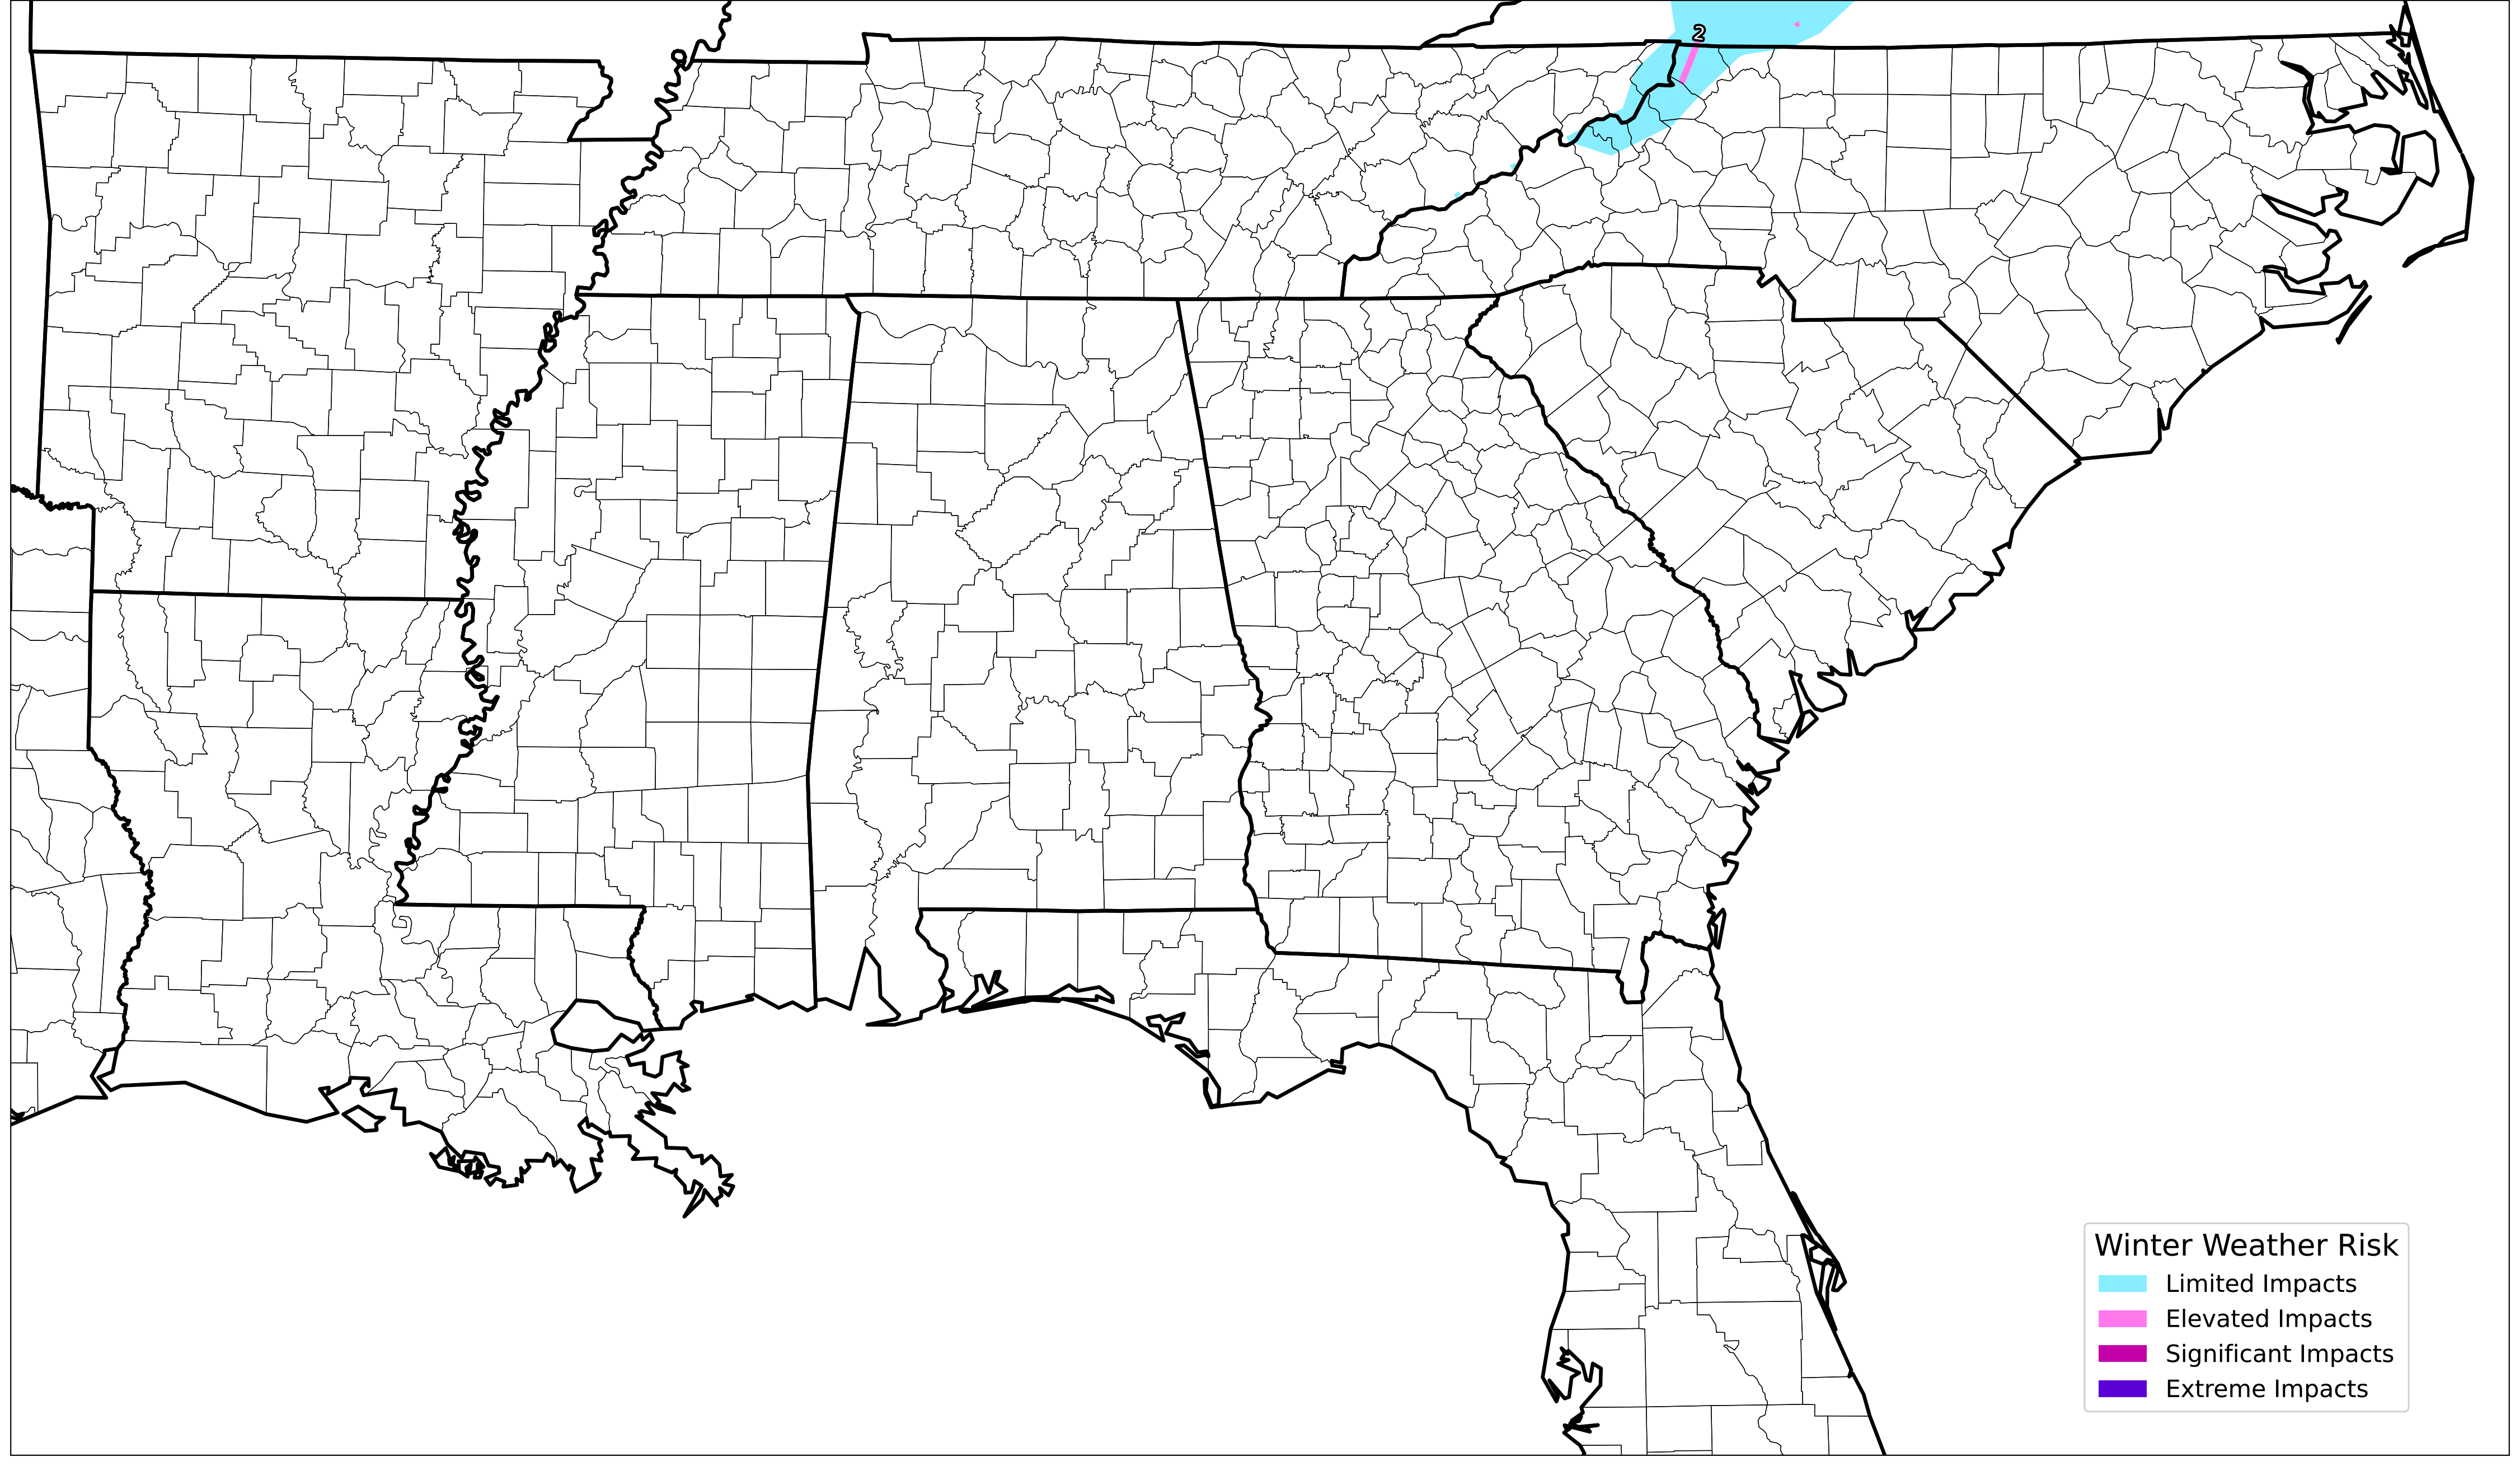 2
Winter Weather Risk
Limited Impacts
Elevated Impacts
Significant Impacts
Extreme Impacts